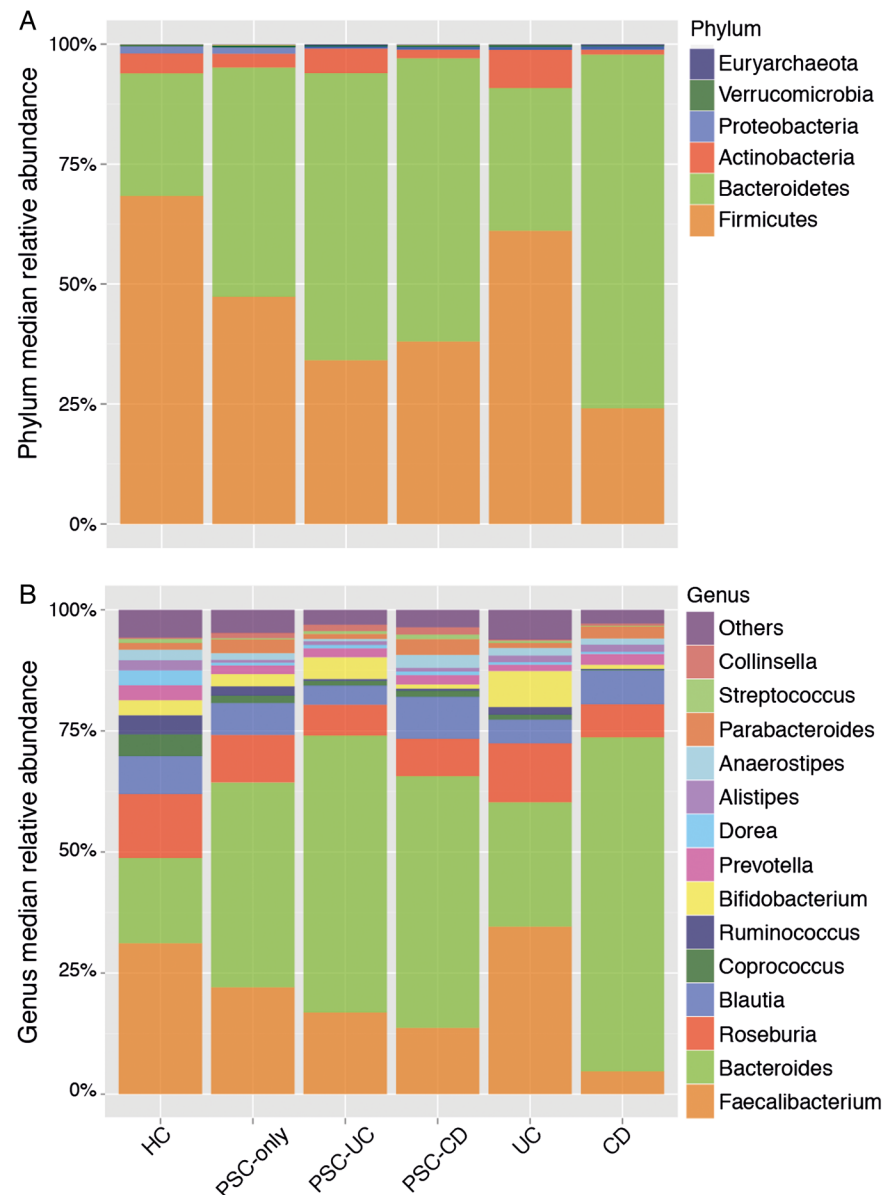 A
Phylum median relative abundance
100%
75%
50%
25%
0%
Phylum
Euryarchaeota
Verrucomicrobia
Proteobacteria
Actinobacteria
Bacteroidetes
Firmicutes
B
Genus median relative abundance
100%
75%
50%
25%
0%
HC
PSC-only
PSC-UC
PSC-CD
UC
CD
Genus
Others
Collinsella
Streptococcus
Parabacteroides
Anaerostipes
Alistipes
Dorea
Prevotella
Bifidobacterium
Ruminococcus
Coprococcus
Blautia
Roseburia
Bacteroides
Faecalibacterium